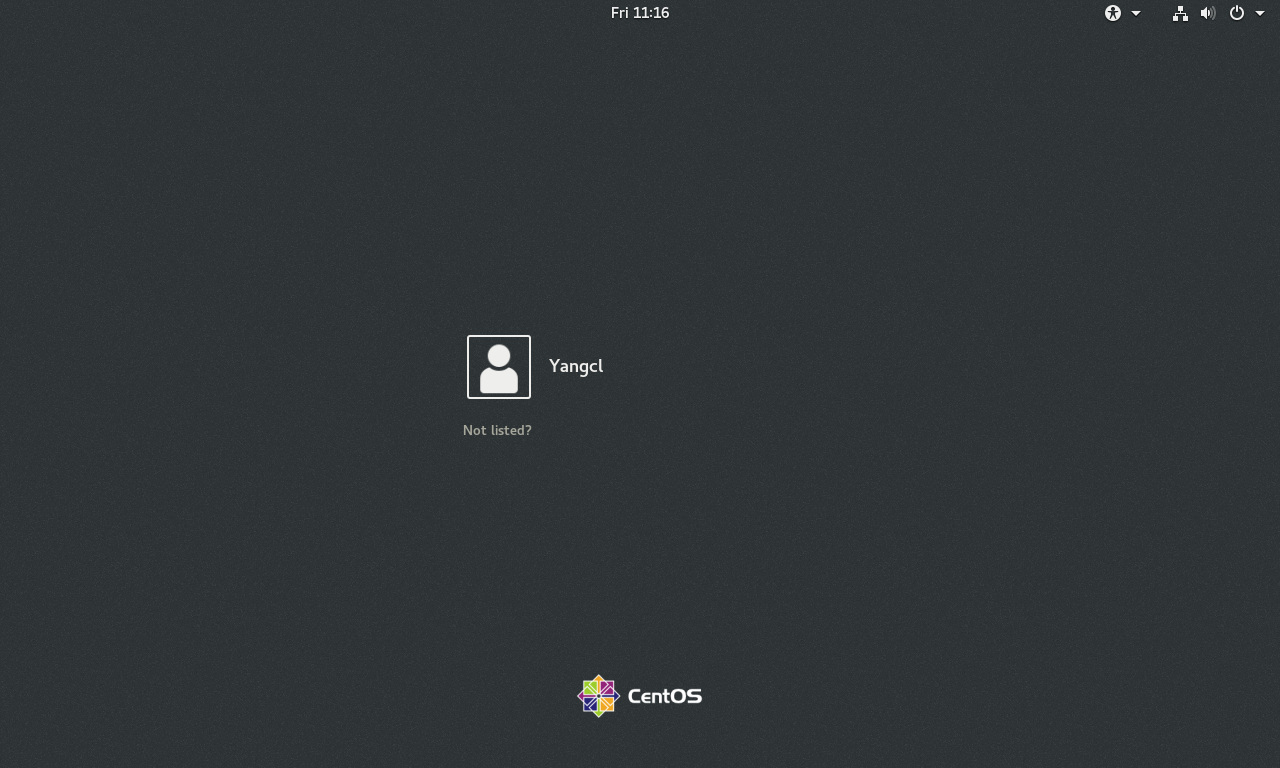 Fri 11:16
Yangcl
Not listed?
CentOS